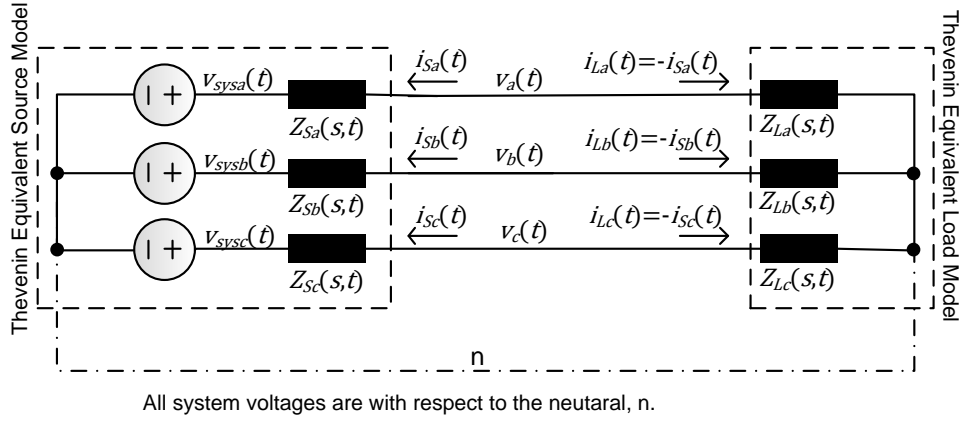 Thevenin Equivalent Source Model
Thevenin Equivalent Load Model
i_Sa(t) i_La(t)=-i_Sa(t)
v_sysa(t) v_a(t)
Z_Sa(s,t) Z_La(s,t)
i_Sb(t) i_Lb(t)=-i_Sb(t)
v_sysb(t) v_b(t)
Z_Sb(s,t) Z_Lb(s,t)
i_Sc(t) i_Lc(t)=-i_Sc(t)
v_sysc(t) v_c(t)
Z_Sc(s,t) Z_Lc(s,t)
n
All system voltages are with respect to the neutaral, n.